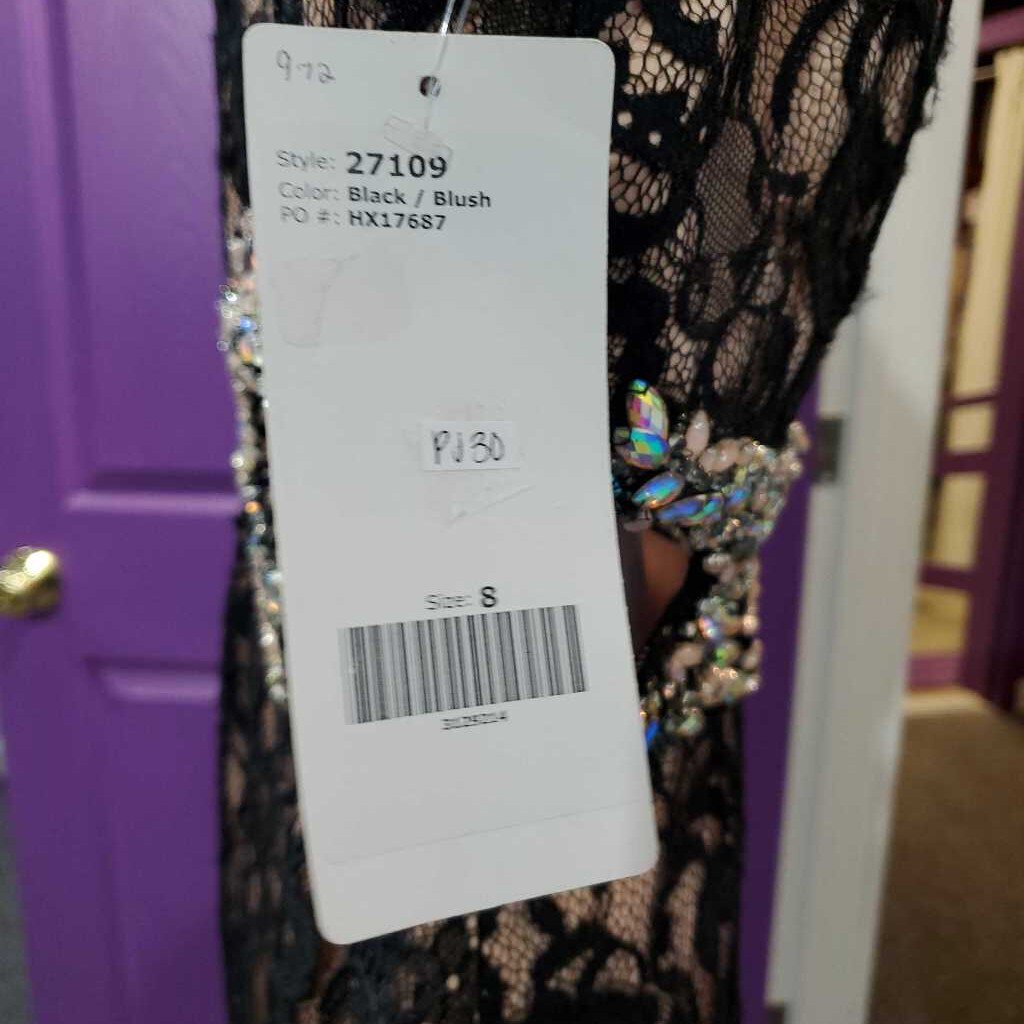 972
Style: 27109
Color: Black / Blush
PO #: HX17687
PJ30
Size: 8